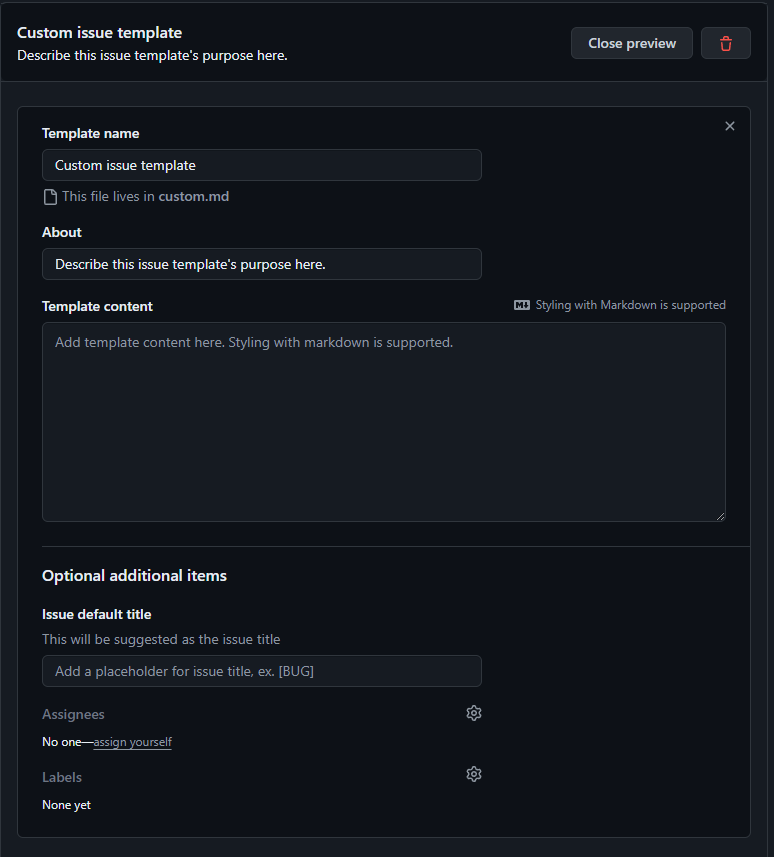 Custom issue template
Describe this issue template's purpose here.
Close preview
Template name
Custom issue template
This file lives in custom.md
About
Describe this issue template's purpose here.
Template content
M↓ Styling with Markdown is supported
Add template content here. Styling with markdown is supported.
Optional additional items
Issue default title
This will be suggested as the issue title
Add a placeholder for issue title, ex. [BUG]
Assignees
No one—assign yourself
Labels
None yet